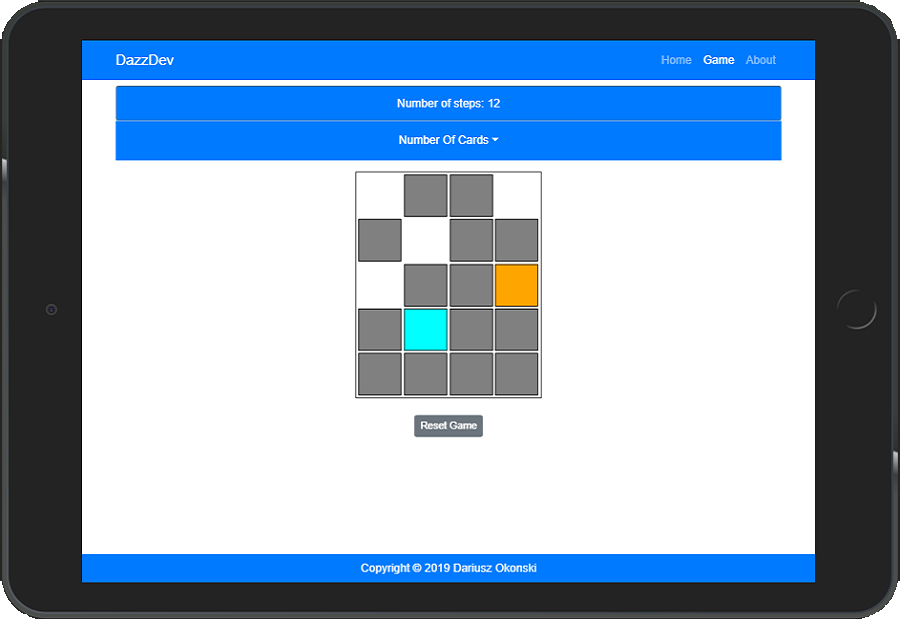 DazzDev
Home Game About
Number of steps: 12
Number Of Cards
Reset Game
Copyright © 2019 Dariusz Okonski